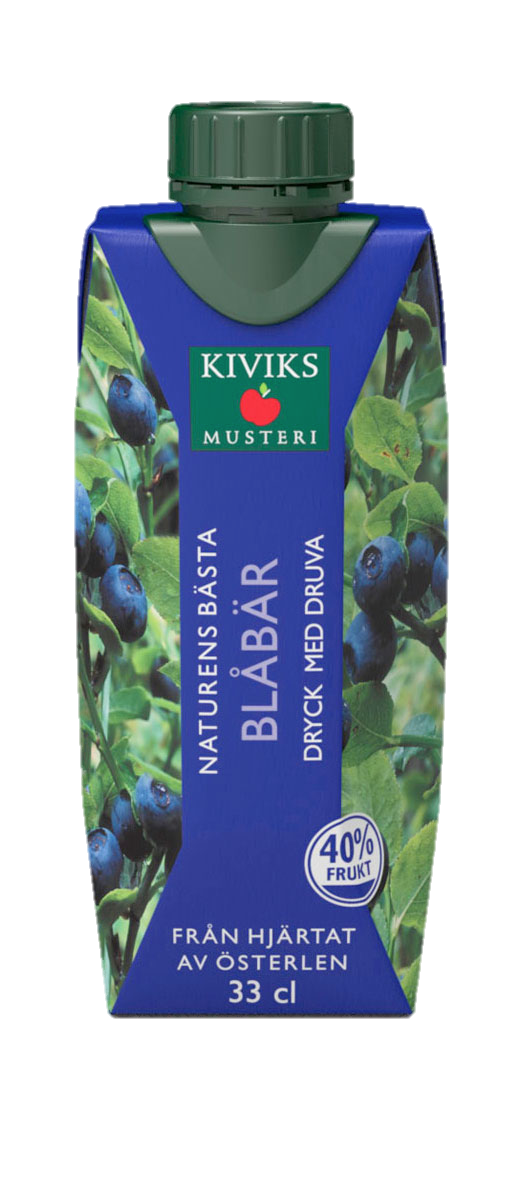 KIVIKS
MUSTERI
NATURENS BÄSTA
BLÅBÄR
DRYCK MED DRUVA
40%
FRUKT
FRÅN HJÄRTAT
AV ÖSTERLEN
33 cl